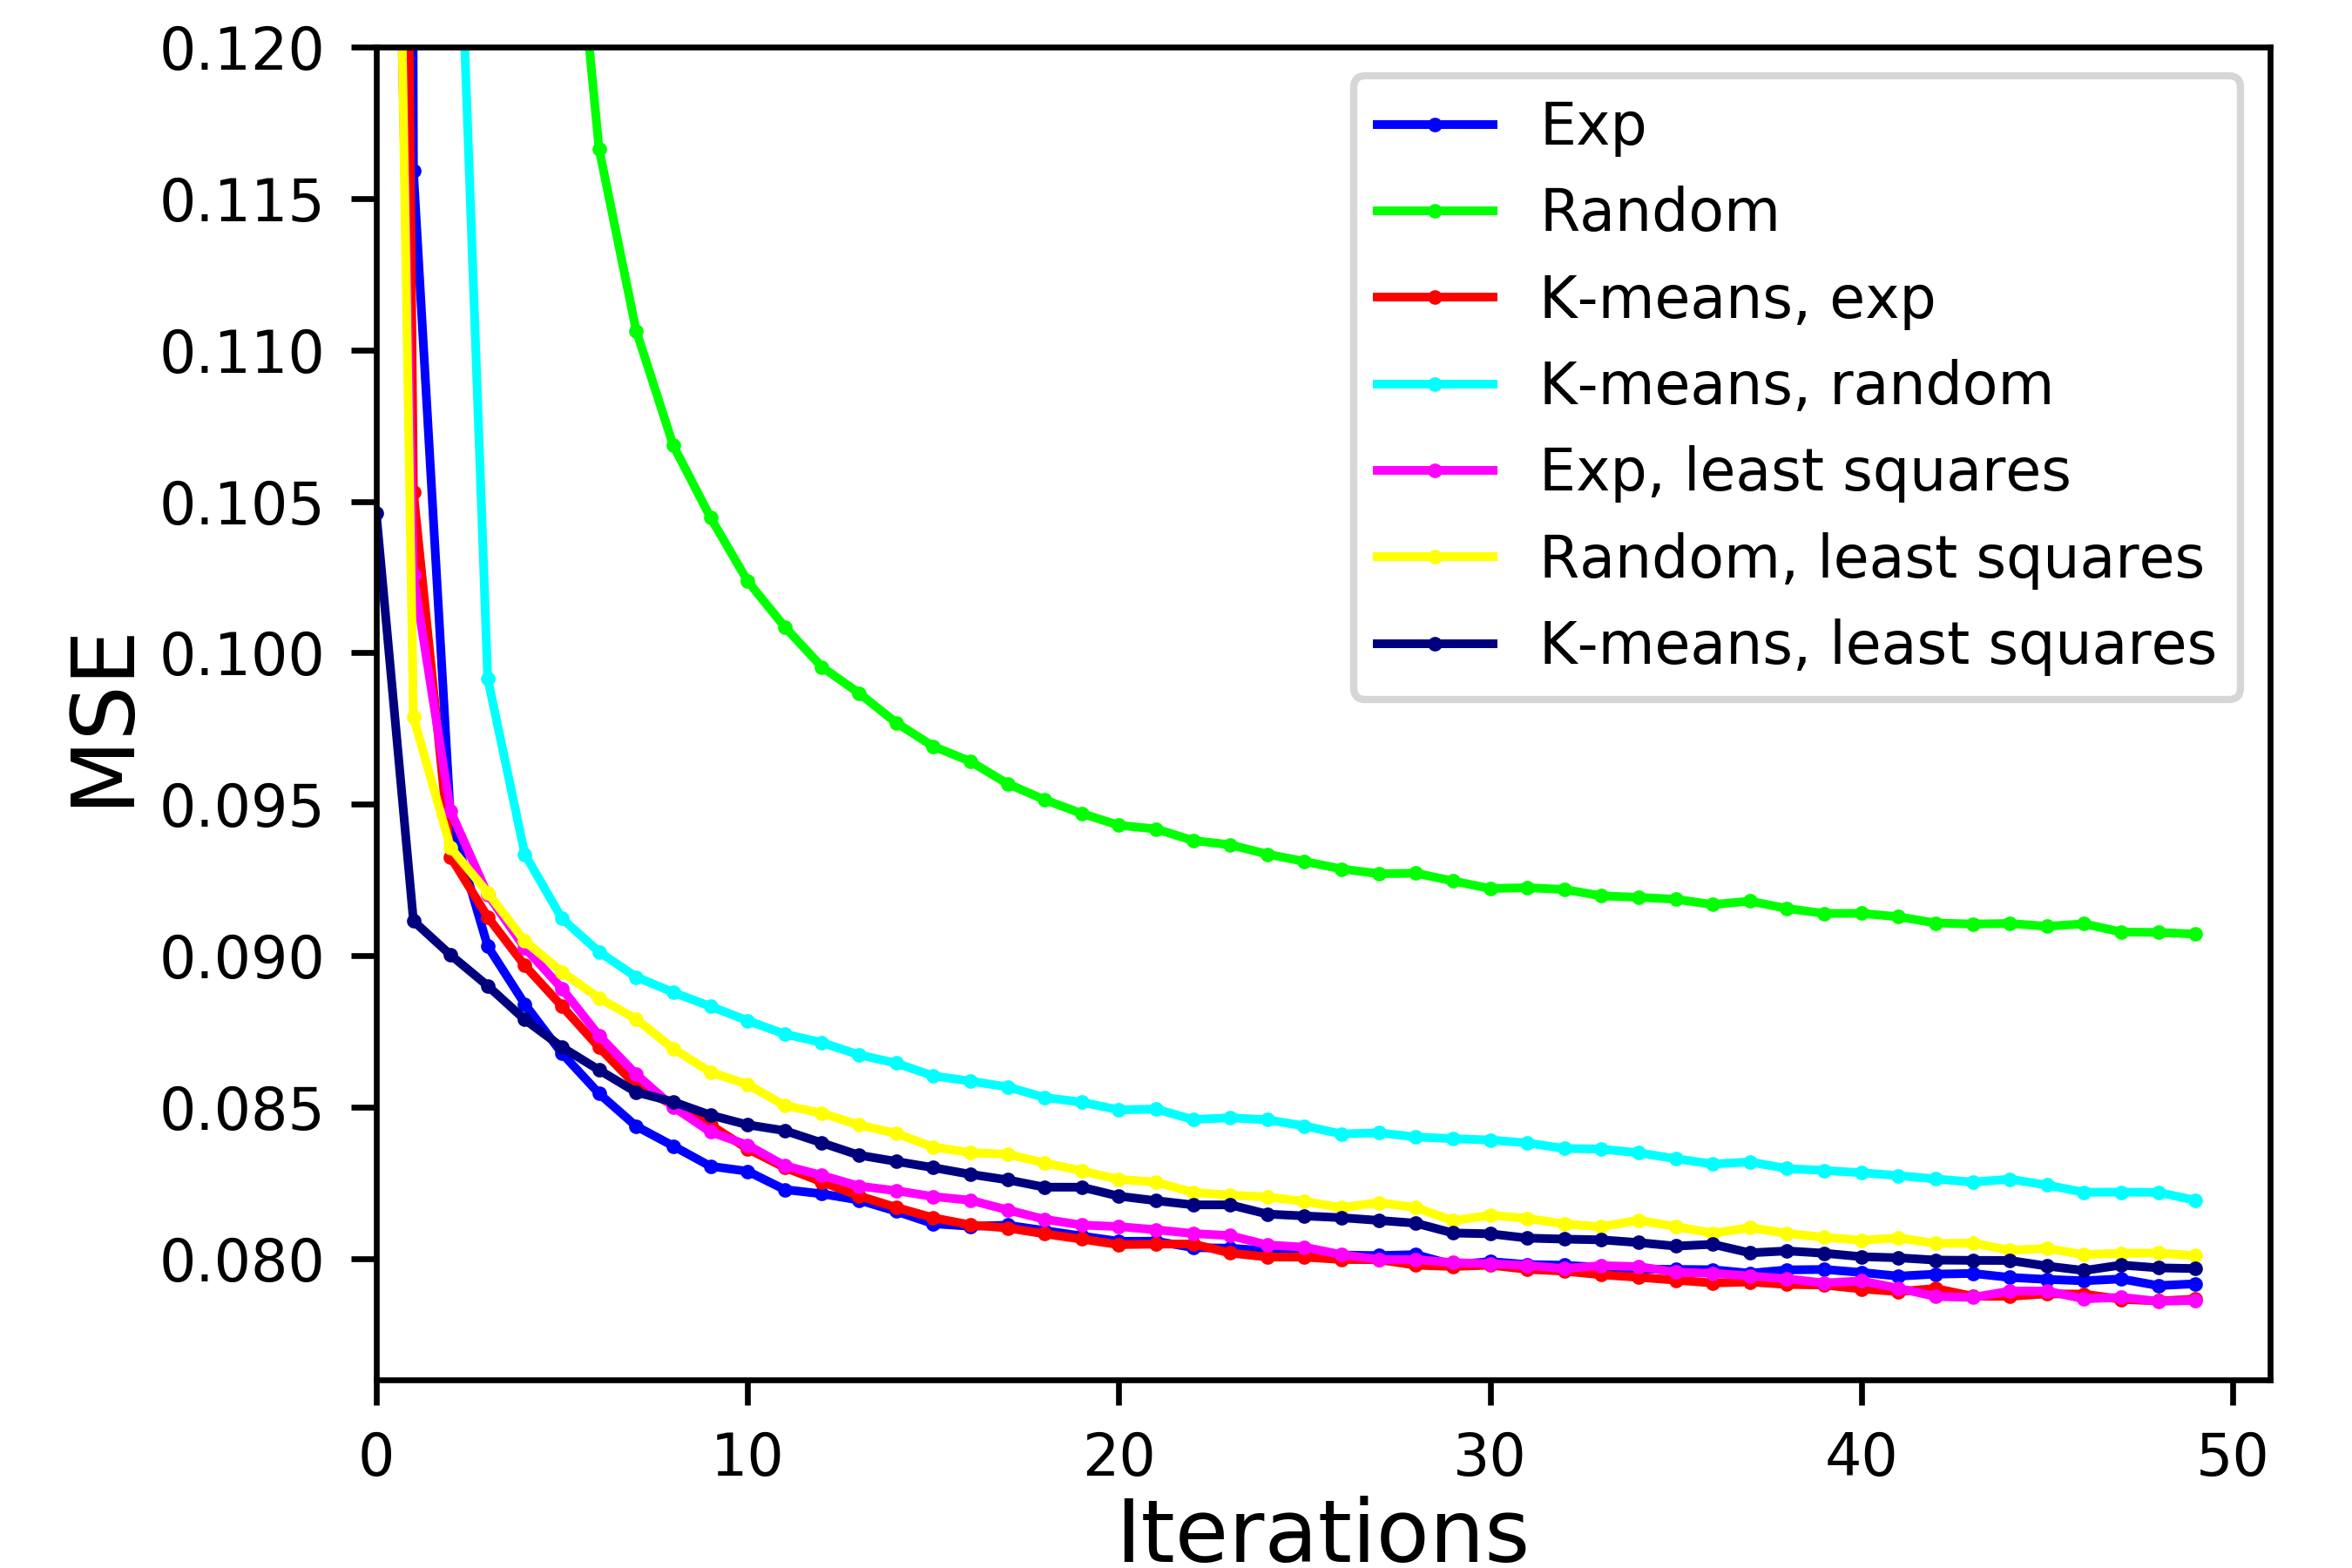 0.120
0.115
0.110
0.105
0.100
0.095
0.090
0.085
0.080
MSE
Exp
Random
K-means, exp
K-means, random
Exp, least squares
Random, least squares
K-means, least squares
0 10 20 30 40 50
Iterations